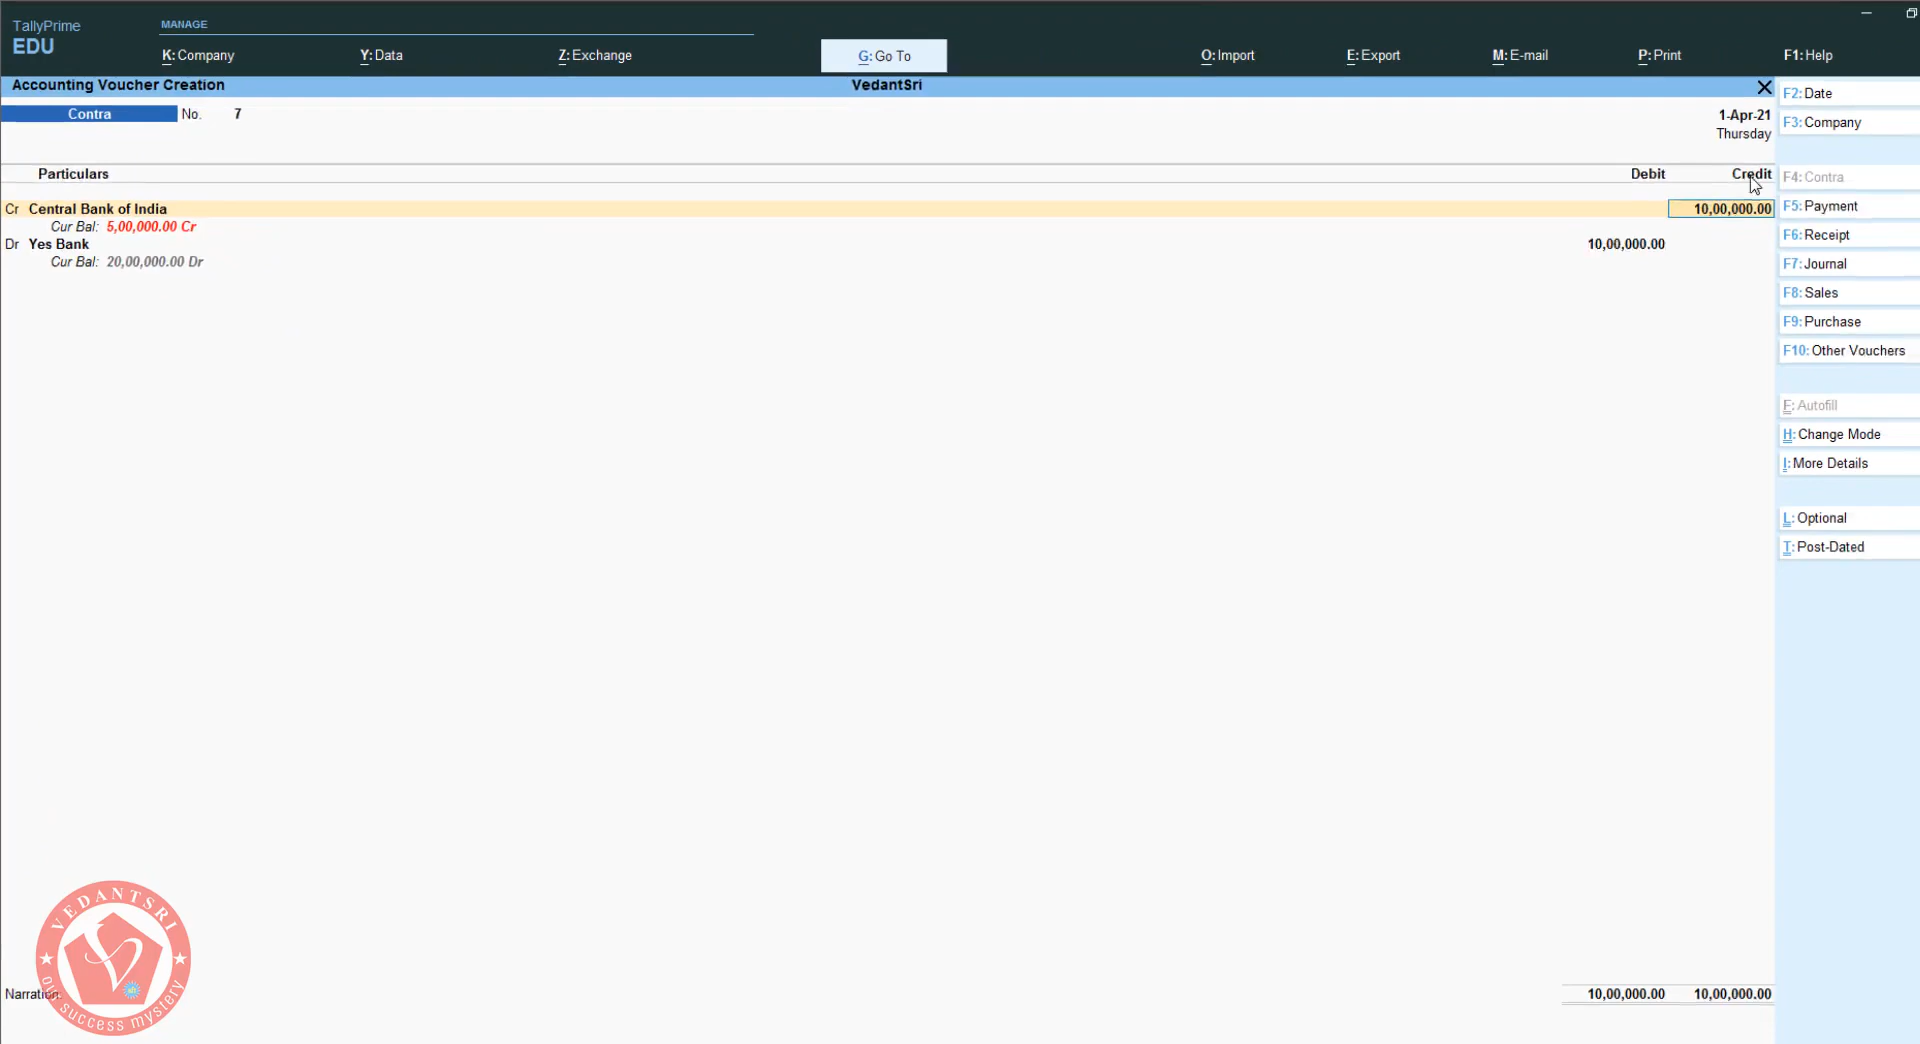 TallyPrime
EDU
MANAGE
K: Company
Y: Data
Z: Exchange
G: Go To
O: Import
E: Export
M: E-mail
P: Print
F1: Help
Accounting Voucher Creation
VedantSri
Contra No. 7
1-Apr-21
Thursday
Particulars
Debit
Credit
Cr Central Bank of India 10,00,000.00
Cur Bal: 5,00,000.00 Cr
Dr Yes Bank 10,00,000.00
Cur Bal: 20,00,000.00 Dr
F2: Date
F3: Company
F4: Contra
F5: Payment
F6: Receipt
F7: Journal
F8: Sales
F9: Purchase
F10: Other Vouchers
F: Autofill
H: Change Mode
I: More Details
L: Optional
T: Post-Dated
VEDANTSRI
our success mystery
Narration:
10,00,000.00 10,00,000.00